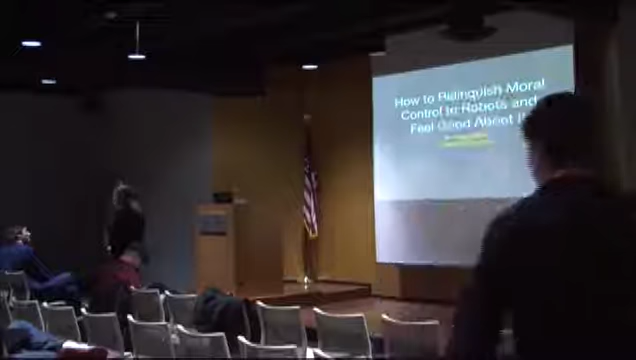 How to Relinquish Moral
Control to Robots and
Feel Good About It